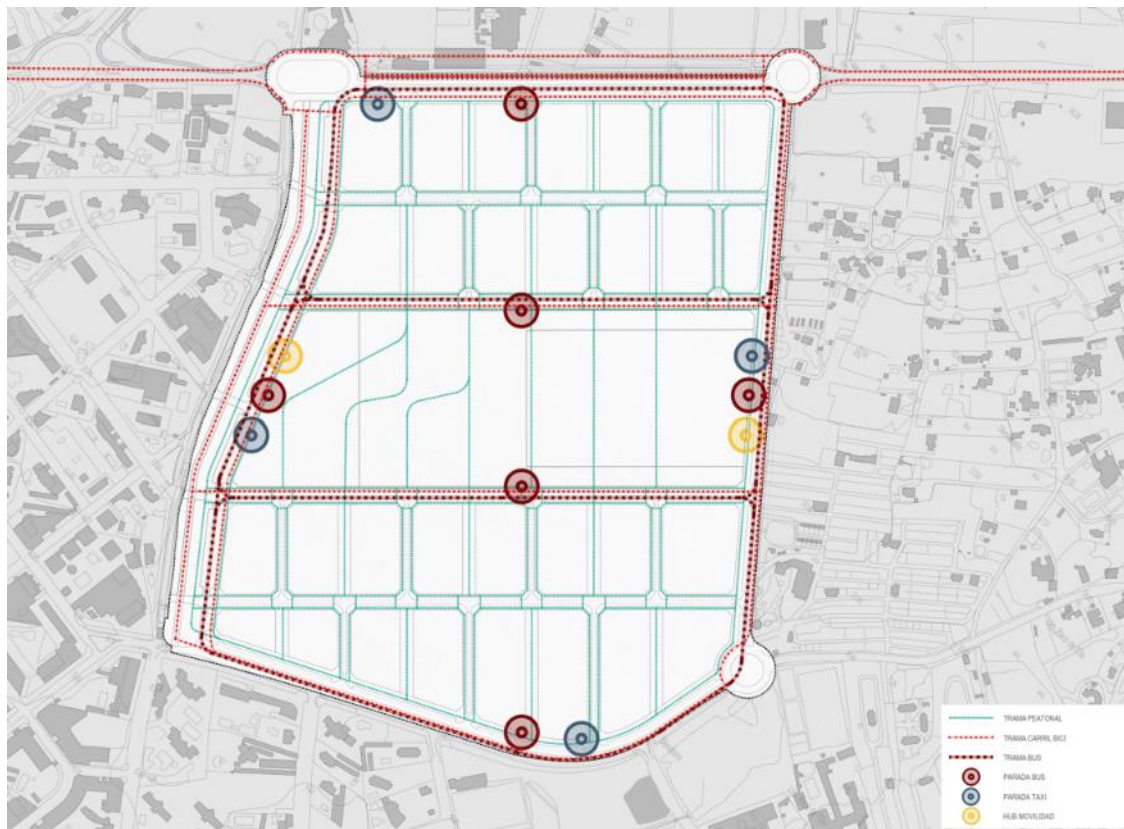 TRAMA PEATONAL
TRAMA CARRIL BICI
TRAMA BUS
PARADA BUS
PARADA TAXI
HUB MOVILIDAD